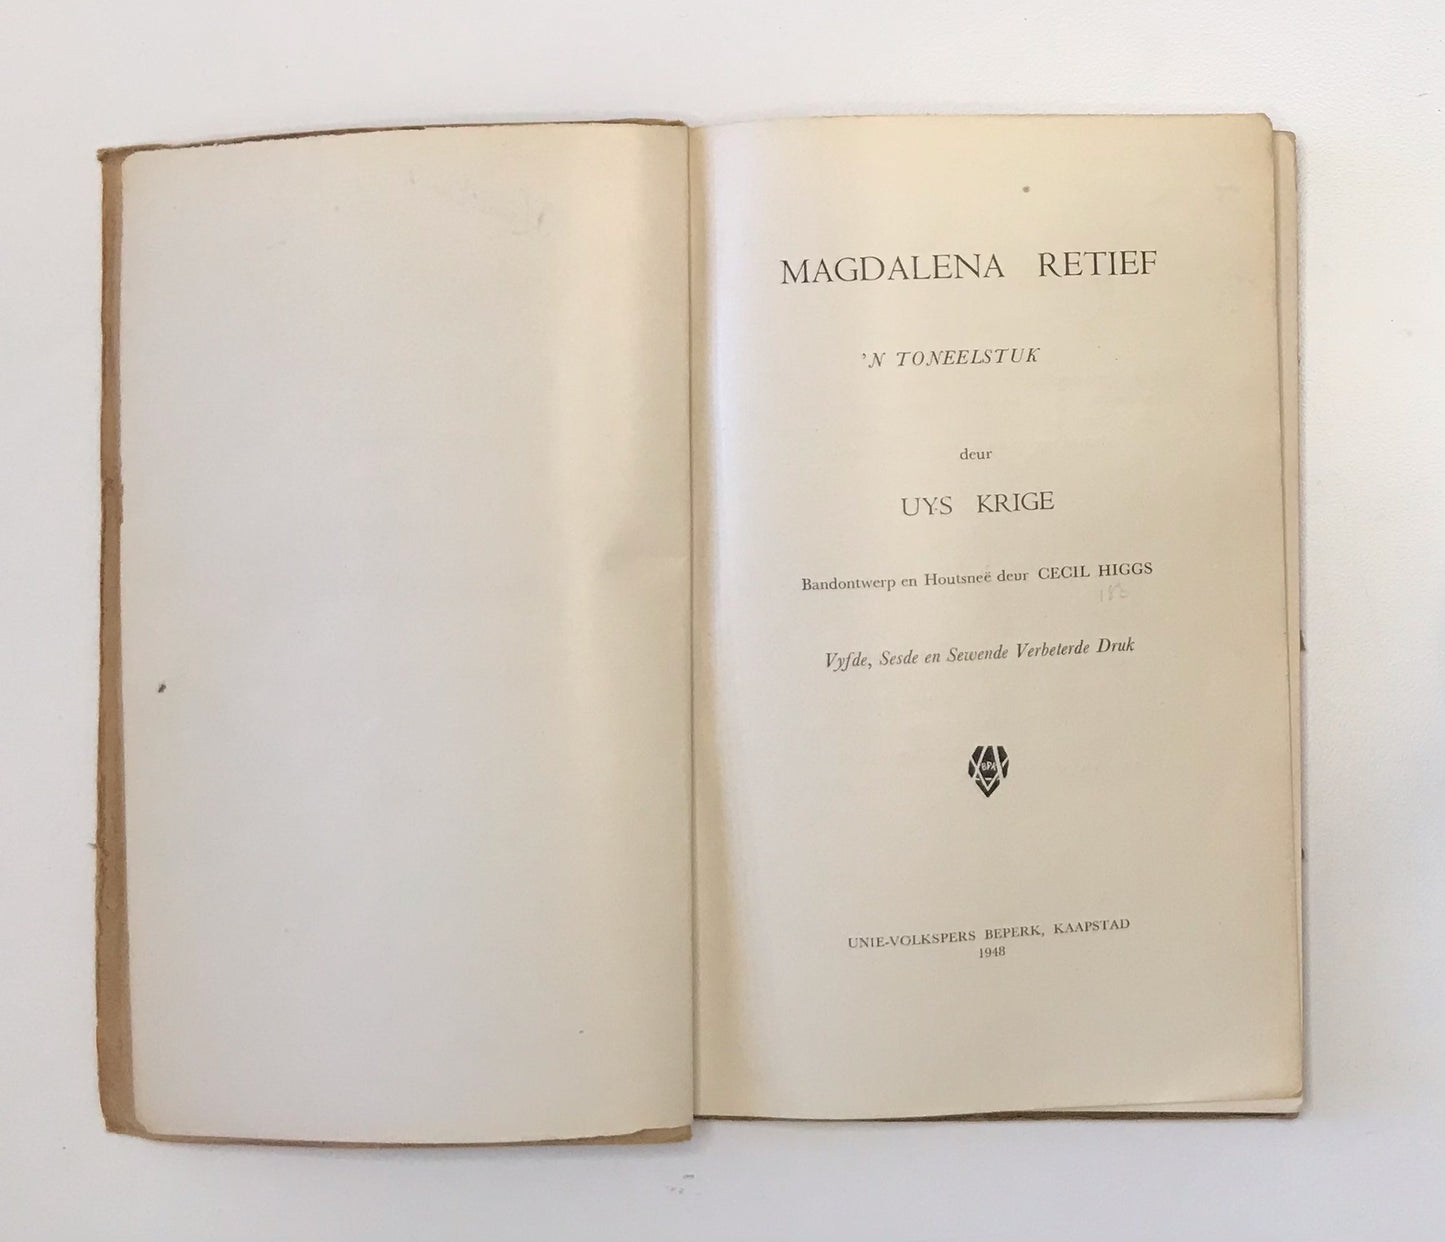 MAGDALENA RETIEF
'N TONEELSTUK
deur
UYS KRIGE
Bandontwerp en Houtsneë deur CECIL HIGGS
Vyfde, Sesde en Sewende Verbeterde Druk
BPA
UNIE-VOLKSPERS BEPERK, KAAPSTAD
1948